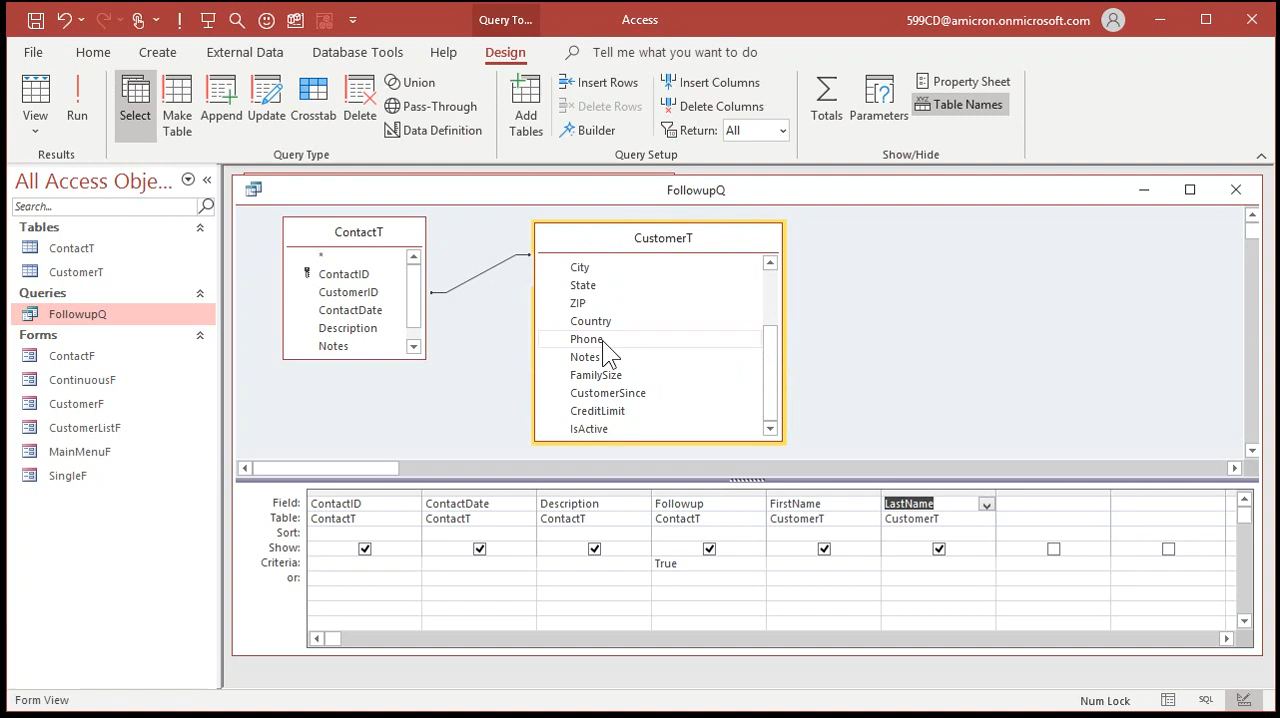 Query To... Access 599CD@amicron.onmicrosoft.com
File Home Create External Data Database Tools Help Design Tell me what you want to do
View Run Select Make Table Append Update Crosstab Delete Union Pass-Through Data Definition
Add Tables Insert Rows Delete Rows Builder Insert Columns Delete Columns Return: All
Totals Parameters Property Sheet Table Names
Results Query Type Query Setup Show/Hide
All Access Obje...
Search...
Tables
ContactT
CustomerT
Queries
FollowupQ
Forms
ContactF
ContinuousF
CustomerF
CustomerListF
MainMenuF
SingleF
FollowupQ
ContactT
*
ContactID
CustomerID
ContactDate
Description
Notes
CustomerT
City
State
ZIP
Country
Phone
Notes
FamilySize
CustomerSince
CreditLimit
IsActive
Field: ContactID ContactDate Description Followup FirstName LastName
Table: ContactT ContactT ContactT ContactT CustomerT CustomerT
Sort:
Show:
Criteria: True
or:
Form View Num Lock SQL